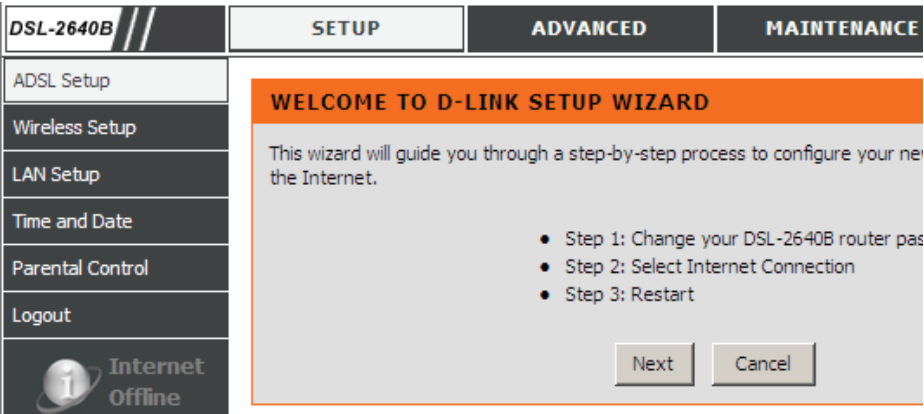 DSL-2640B
SETUP
ADVANCED
MAINTENANCE
ADSL Setup
Wireless Setup
LAN Setup
Time and Date
Parental Control
Logout
Internet
Offline
WELCOME TO D-LINK SETUP WIZARD
This wizard will guide you through a step-by-step process to configure your ne
the Internet.
• Step 1: Change your DSL-2640B router pas
• Step 2: Select Internet Connection
• Step 3: Restart
Next
Cancel